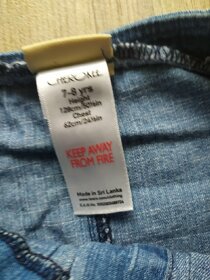 CHEROKEE
7-8 yrs
Height
128cm/50½in
Chest
62cm/24½in
KEEP AWAY
FROM FIRE
Made in Sri Lanka